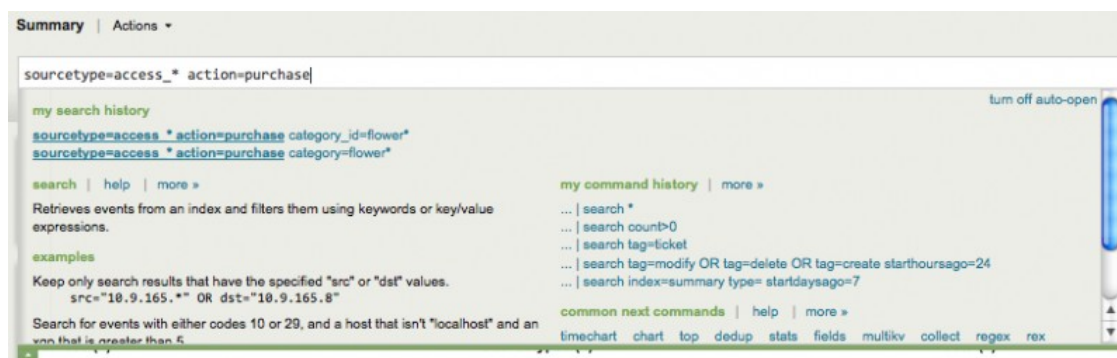 Summary | Actions
sourcetype=access_* action=purchase
turn off auto-open
my search history
sourcetype=access_* action=purchase category_id=flower*
sourcetype=access_* action=purchase category=flower*
search | help | more »
Retrieves events from an index and filters them using keywords or key/value
expressions.
examples
Keep only search results that have the specified "src" or "dst" values.
src="10.9.165.*" OR dst="10.9.165.8"
Search for events with either codes 10 or 29, and a host that isn't "localhost" and an
xqp that is greater than 5
my command history | more »
... | search *
... | search count>0
... | search tag=ticket
... | search tag=modify OR tag=delete OR tag=create starthoursago=24
... | search index=summary type= startdaysago=7
common next commands | help | more »
timechart chart top dedup stats fields multikv collect regex rex